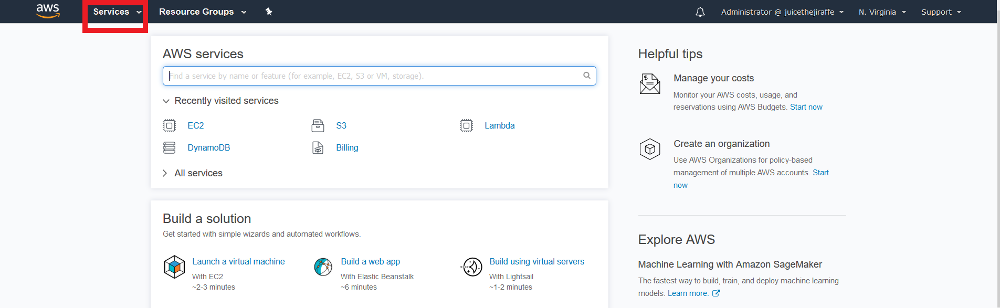 aws Services Resource Groups Administrator @ juicethejiraffe N. Virginia Support
AWS services
Find a service by name or feature (for example, EC2, S3 or VM, storage).
Recently visited services
EC2 S3 Lambda
DynamoDB Billing
All services
Build a solution
Get started with simple wizards and automated workflows.
Launch a virtual machine
With EC2
~2-3 minutes
Build a web app
With Elastic Beanstalk
~6 minutes
Build using virtual servers
With Lightsail
~1-2 minutes
Helpful tips
$
Manage your costs
Monitor your AWS costs, usage, and
reservations using AWS Budgets. Start now
Create an organization
Use AWS Organizations for policy-based
management of multiple AWS accounts. Start
now
Explore AWS
Machine Learning with Amazon SageMaker
The fastest way to build, train, and deploy machine learning
models. Learn more.